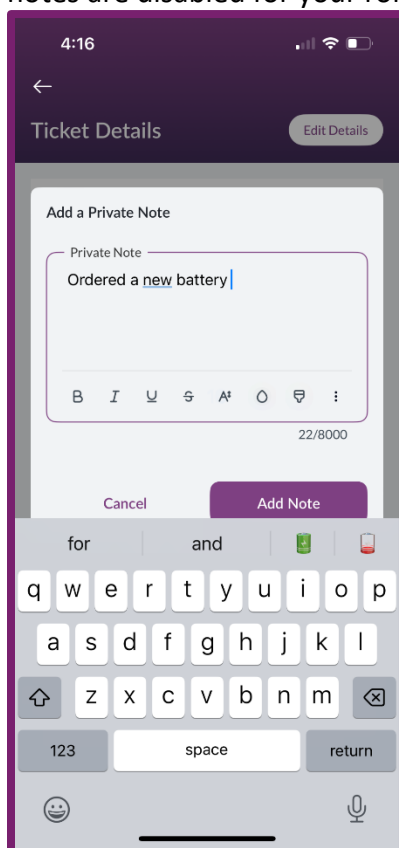 notes are disabled for your
4:16
Ticket Details
Edit Details
Add a Private Note
Private Note
Ordered a new battery
B I U S A
22/8000
Cancel
Add Note
for and
q w e r t y u i o p
a s d f g h j k l
z x c v b n m
123 space return